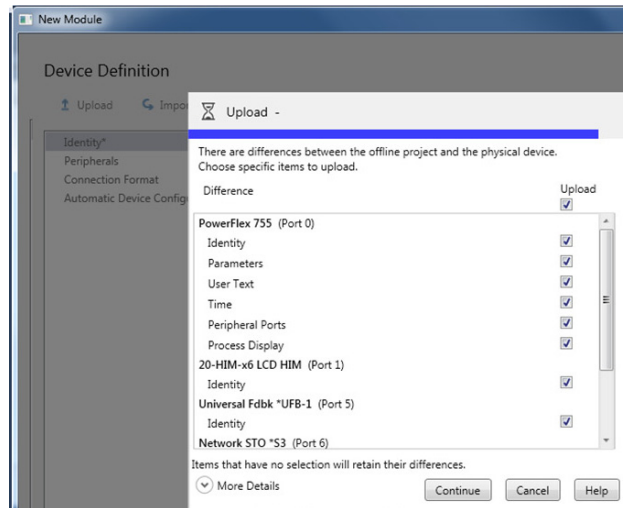 New Module
Device Definition
Upload
Upload -
Identity*
Peripherals
Connection Format
Automatic Device
There are differences between the offline project and the physical device.
Choose specific items to upload.
Difference Upload
PowerFlex 755 (Port 0)
Identity
Parameters
User Text
Time
Peripheral Ports
Process Display
20-HIM-x6 LCD HIM (Port 1)
Identity
Universal Fdbk *UFB-1 (Port 5)
Identity
Network STO *S3 (Port 6)
Items that have no selection will retain their differences.
More Details Continue Cancel Help